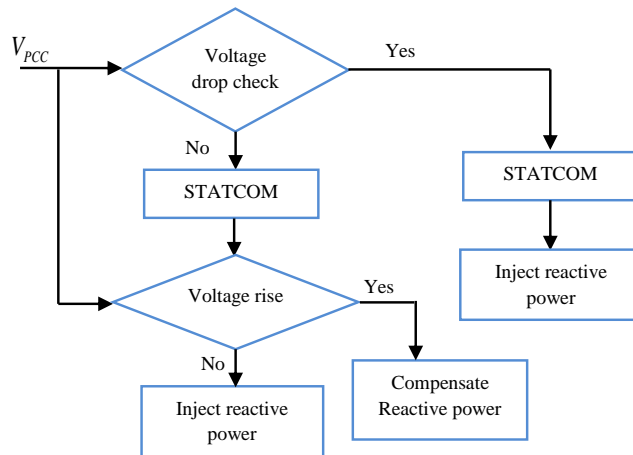 V_PCC
Voltage
drop check
Yes
No
STATCOM
STATCOM
Inject reactive
power
Voltage rise
Yes
No
Inject reactive
power
Compensate
Reactive power